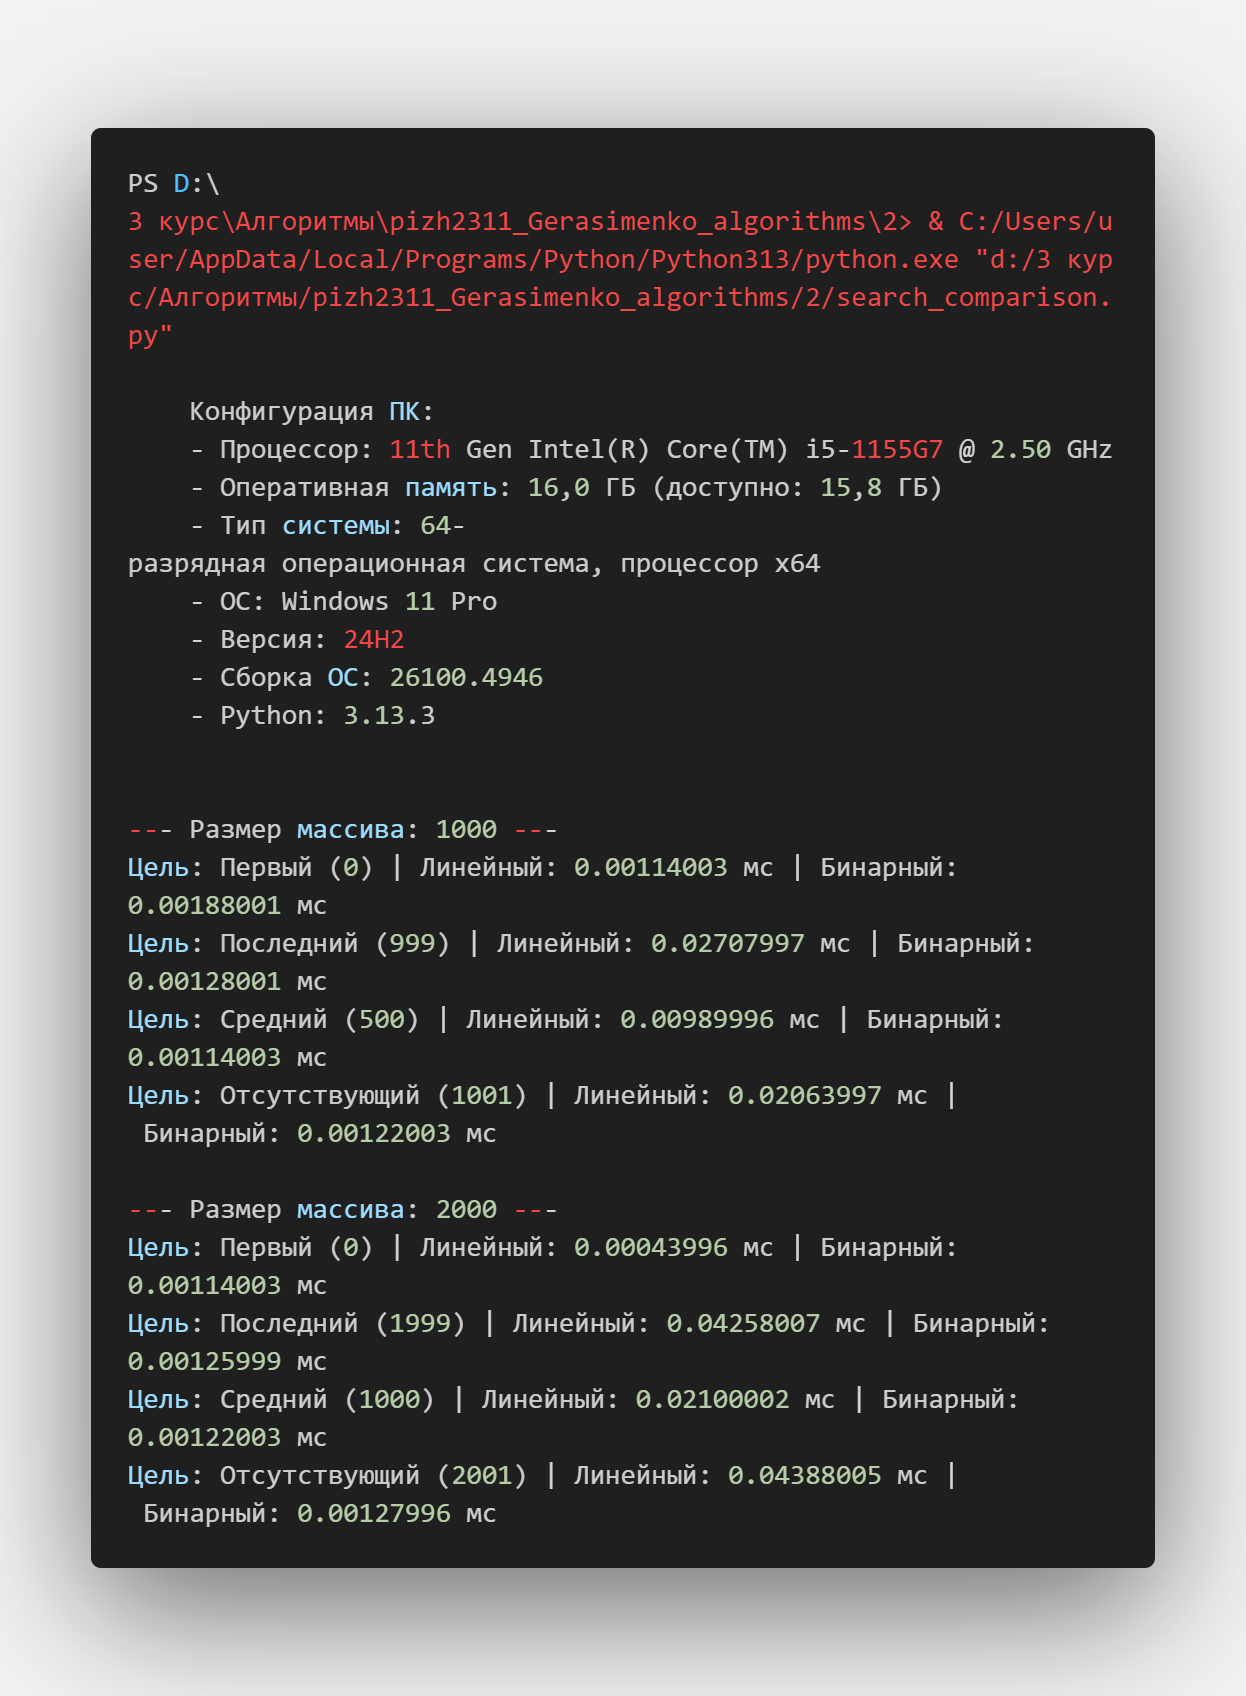 PS D:\
3 курс\Алгоритмы\pizh2311_Gerasimenko_algorithms\2> & C:/Users/u
ser/AppData/Local/Programs/Python/Python313/python.exe "d:/3 кур
с/Алгоритмы/pizh2311_Gerasimenko_algorithms/2/search_comparison.
py"
Конфигурация ПК:
- Процессор: 11th Gen Intel(R) Core(TM) i5-1155G7 @ 2.50 GHz
- Оперативная память: 16,0 ГБ (доступно: 15,8 ГБ)
- Тип системы: 64-
разрядная операционная система, процессор x64
- ОС: Windows 11 Pro
- Версия: 24H2
- Сборка ОС: 26100.4946
- Python: 3.13.3
--- Размер массива: 1000 ---
Цель: Первый (0) | Линейный: 0.00114003 мс | Бинарный:
0.00188001 мс
Цель: Последний (999) | Линейный: 0.02707997 мс | Бинарный:
0.00128001 мс
Цель: Средний (500) | Линейный: 0.00989996 мс | Бинарный:
0.00114003 мс
Цель: Отсутствующий (1001) | Линейный: 0.02063997 мс |
Бинарный: 0.00122003 мс
--- Размер массива: 2000 ---
Цель: Первый (0) | Линейный: 0.00043996 мс | Бинарный:
0.00114003 мс
Цель: Последний (1999) | Линейный: 0.04258007 мс | Бинарный:
0.00125999 мс
Цель: Средний (1000) | Линейный: 0.02100002 мс | Бинарный:
0.00122003 мс
Цель: Отсутствующий (2001) | Линейный: 0.04388005 мс |
Бинарный: 0.00127996 мс